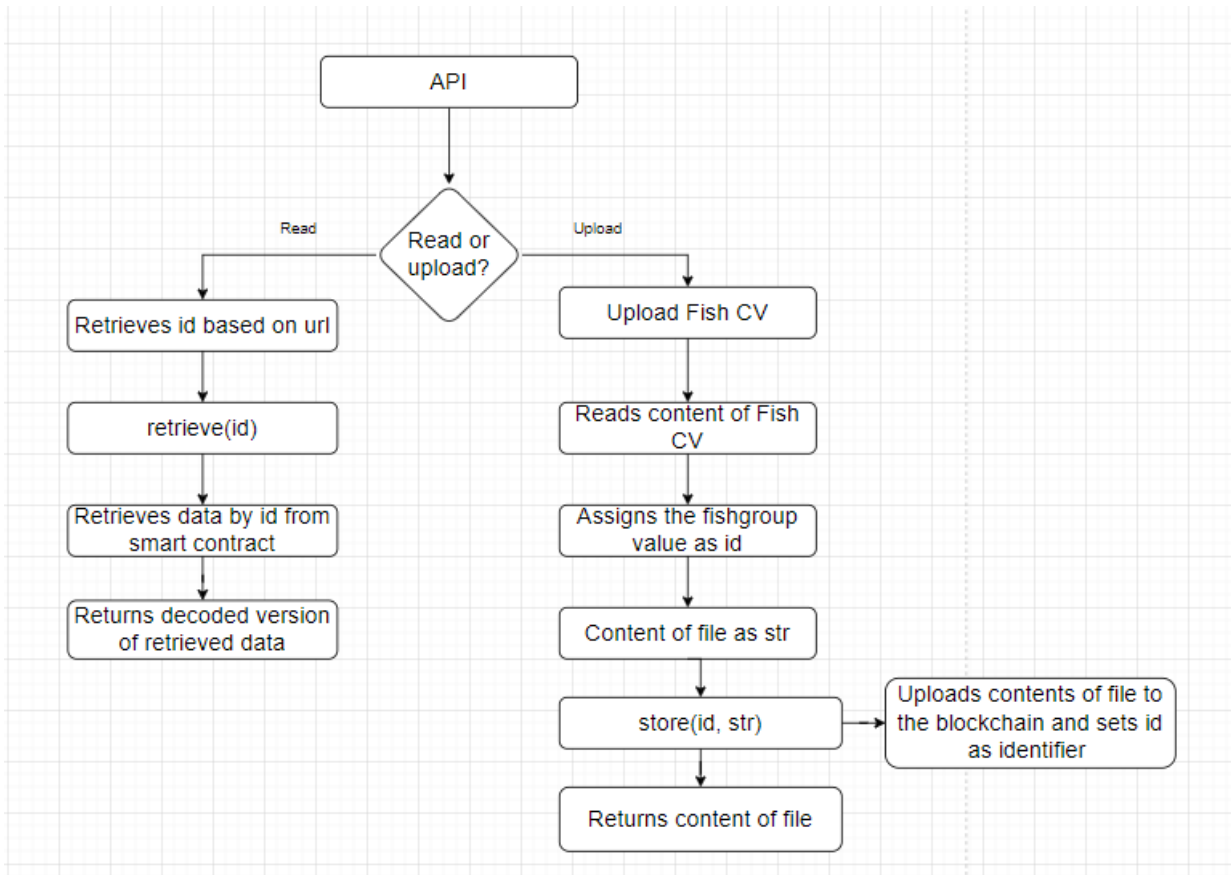 API
Read or
upload?
Read
Upload
Retrieves id based on url
retrieve(id)
Retrieves data by id from
smart contract
Returns decoded version
of retrieved data
Upload Fish CV
Reads content of Fish
CV
Assigns the fishgroup
value as id
Content of file as str
store(id, str)
Uploads contents of file to
the blockchain and sets id
as identifier
Returns content of file